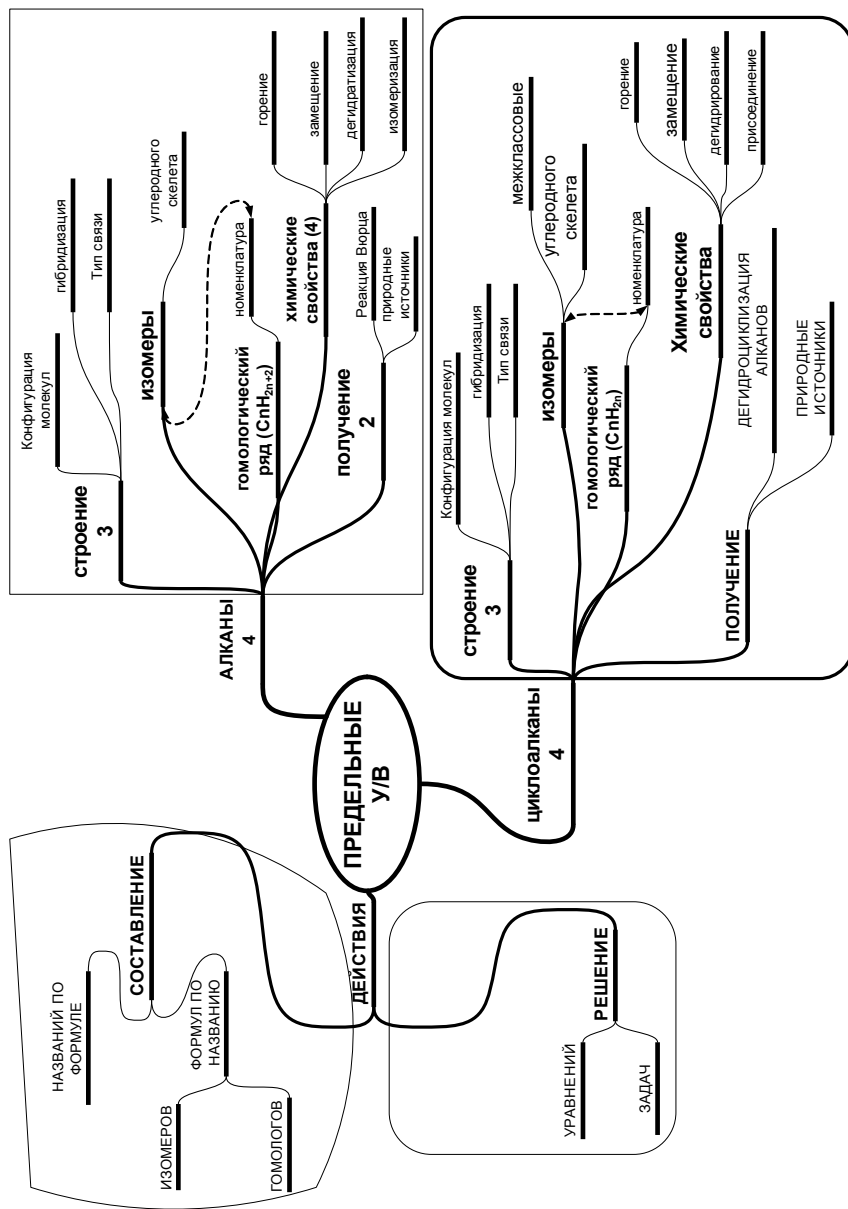 ПРЕДЕЛЬНЫЕ
У/В
АЛКАНЫ
4
строение
3
Конфигурация
молекул
гибридизация
Тип связи
изомеры
углеродного
скелета
гомологический
ряд (CnH2n+2)
номенклатура
химические
свойства (4)
горение
замещение
дегидратизация
изомеризация
получение
2
Реакция Вюрца
природные
источники
циклоалканы
4
строение
3
Конфигурация молекул
гибридизация
Тип связи
изомеры
межклассовые
углеродного
скелета
гомологический
ряд (CnH2n)
номенклатура
Химические
свойства
горение
замещение
дегидрирование
присоединение
ПОЛУЧЕНИЕ
ДЕГИДРОЦИКЛИЗАЦИЯ
АЛКАНОВ
ПРИРОДНЫЕ
ИСТОЧНИКИ
ДЕЙСТВИЯ
СОСТАВЛЕНИЕ
НАЗВАНИЙ ПО
ФОРМУЛЕ
ФОРМУЛ ПО
НАЗВАНИЮ
ИЗОМЕРОВ
ГОМОЛОГОВ
РЕШЕНИЕ
УРАВНЕНИЙ
ЗАДАЧ